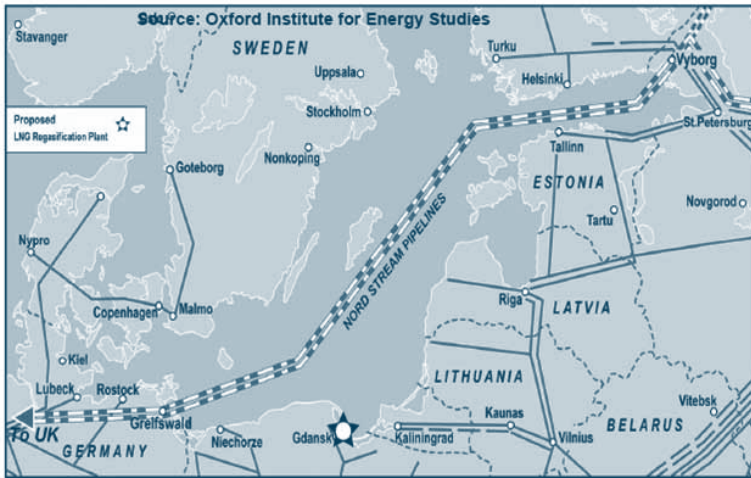 Source: Oxford Institute for Energy Studies
Stavanger
SWEDEN
Turku
Vyborg
Uppsala
Helsinki
Proposed
LNG Regasification Plant
Stockholm
St.Petersburg
Nonkoping
Tallinn
Goteborg
ESTONIA
Novgorod
Tartu
NORD STREAM PIPELINES
Nypro
Riga
LATVIA
Copenhagen
Malmo
Kiel
LITHUANIA
Lubeck
Rostock
Vitebsk
Greifswald
Kaunas
To UK
GERMANY
Niechorze
Gdansk
Kaliningrad
Vilnius
BELARUS